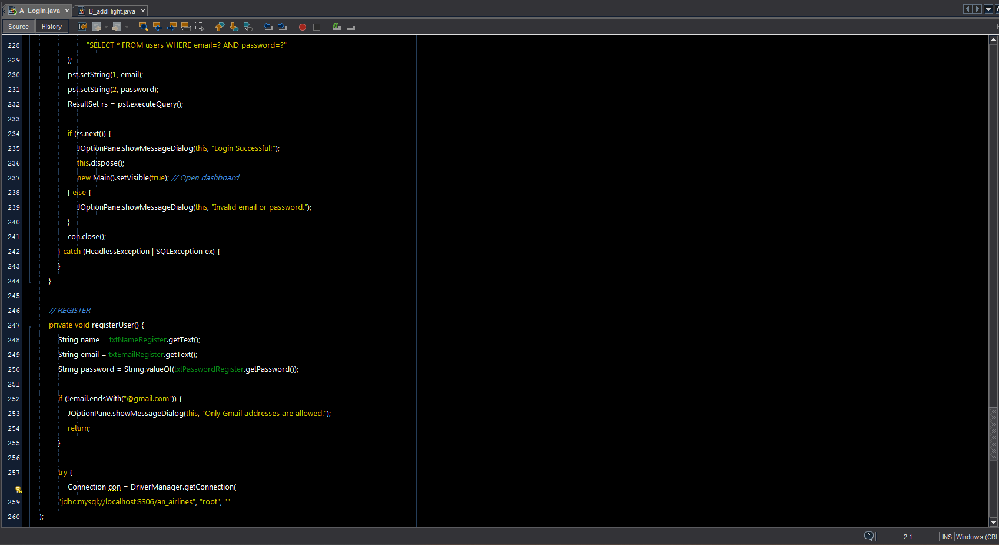 A_Login.java × B_addFlight.java ×
Source History
228 "SELECT * FROM users WHERE email=? AND password=?"
229 );
230 pst.setString(1, email);
231 pst.setString(2, password);
232 ResultSet rs = pst.executeQuery();
233
234 if (rs.next()) {
235 JOptionPane.showMessageDialog(this, "Login Successful!");
236 this.dispose();
237 new Main().setVisible(true); // Open dashboard
238 } else {
239 JOptionPane.showMessageDialog(this, "Invalid email or password.");
240 }
241 con.close();
242 } catch (HeadlessException | SQLException ex) {
243 }
244 }
245
246 // REGISTER
247 private void registerUser() {
248 String name = txtNameRegister.getText();
249 String email = txtEmailRegister.getText();
250 String password = String.valueOf(txtPasswordRegister.getPassword());
251
252 if (!email.endsWith("@gmail.com")) {
253 JOptionPane.showMessageDialog(this, "Only Gmail addresses are allowed.");
254 return;
255 }
256
257 try {
Connection con = DriverManager.getConnection(
259 "jdbc:mysql://localhost:3306/an_airlines", "root", ""
260 );
2 2:1 INS Windows (CRL